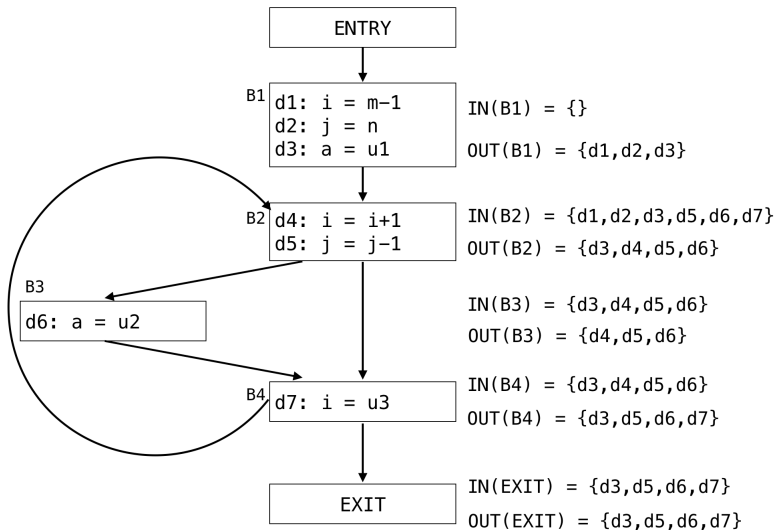 ENTRY
B1
d1: i = m-1
d2: j = n
d3: a = u1
IN(B1) = {}
OUT(B1) = {d1,d2,d3}
B2
d4: i = i+1
d5: j = j-1
IN(B2) = {d1,d2,d3,d5,d6,d7}
OUT(B2) = {d3,d4,d5,d6}
B3
d6: a = u2
IN(B3) = {d3,d4,d5,d6}
OUT(B3) = {d4,d5,d6}
B4
d7: i = u3
IN(B4) = {d3,d4,d5,d6}
OUT(B4) = {d3,d5,d6,d7}
EXIT
IN(EXIT) = {d3,d5,d6,d7}
OUT(EXIT) = {d3,d5,d6,d7}